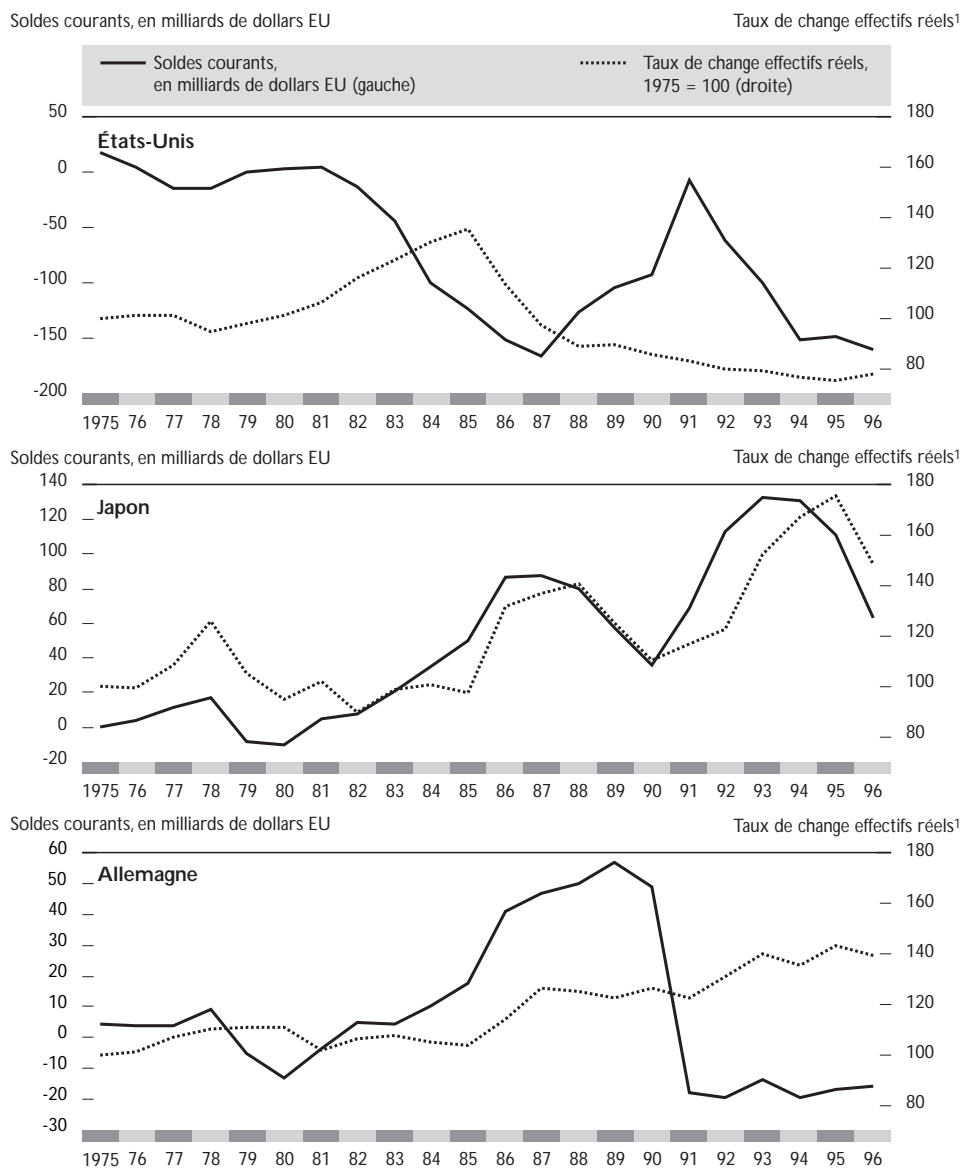 Soldes courants, en milliards de dollars EU Taux de change effectifs réels1
Soldes courants, Taux de change effectifs réels,
en milliards de dollars EU (gauche) 1975 = 100 (droite)
50 180
États-Unis
0 160
-50 140
-100 120
100
-150 80
-200
1975 76 77 78 79 80 81 82 83 84 85 86 87 88 89 90 91 92 93 94 95 96
Soldes courants, en milliards de dollars EU Taux de change effectifs réels1
140 180
Japon
120 160
100
80 140
60 120
40
20 100
0 80
-20
1975 76 77 78 79 80 81 82 83 84 85 86 87 88 89 90 91 92 93 94 95 96
Soldes courants, en milliards de dollars EU Taux de change effectifs réels1
60 180
Allemagne
50 160
40
30 140
20
10 120
0 100
-10
-20 80
-30
1975 76 77 78 79 80 81 82 83 84 85 86 87 88 89 90 91 92 93 94 95 96